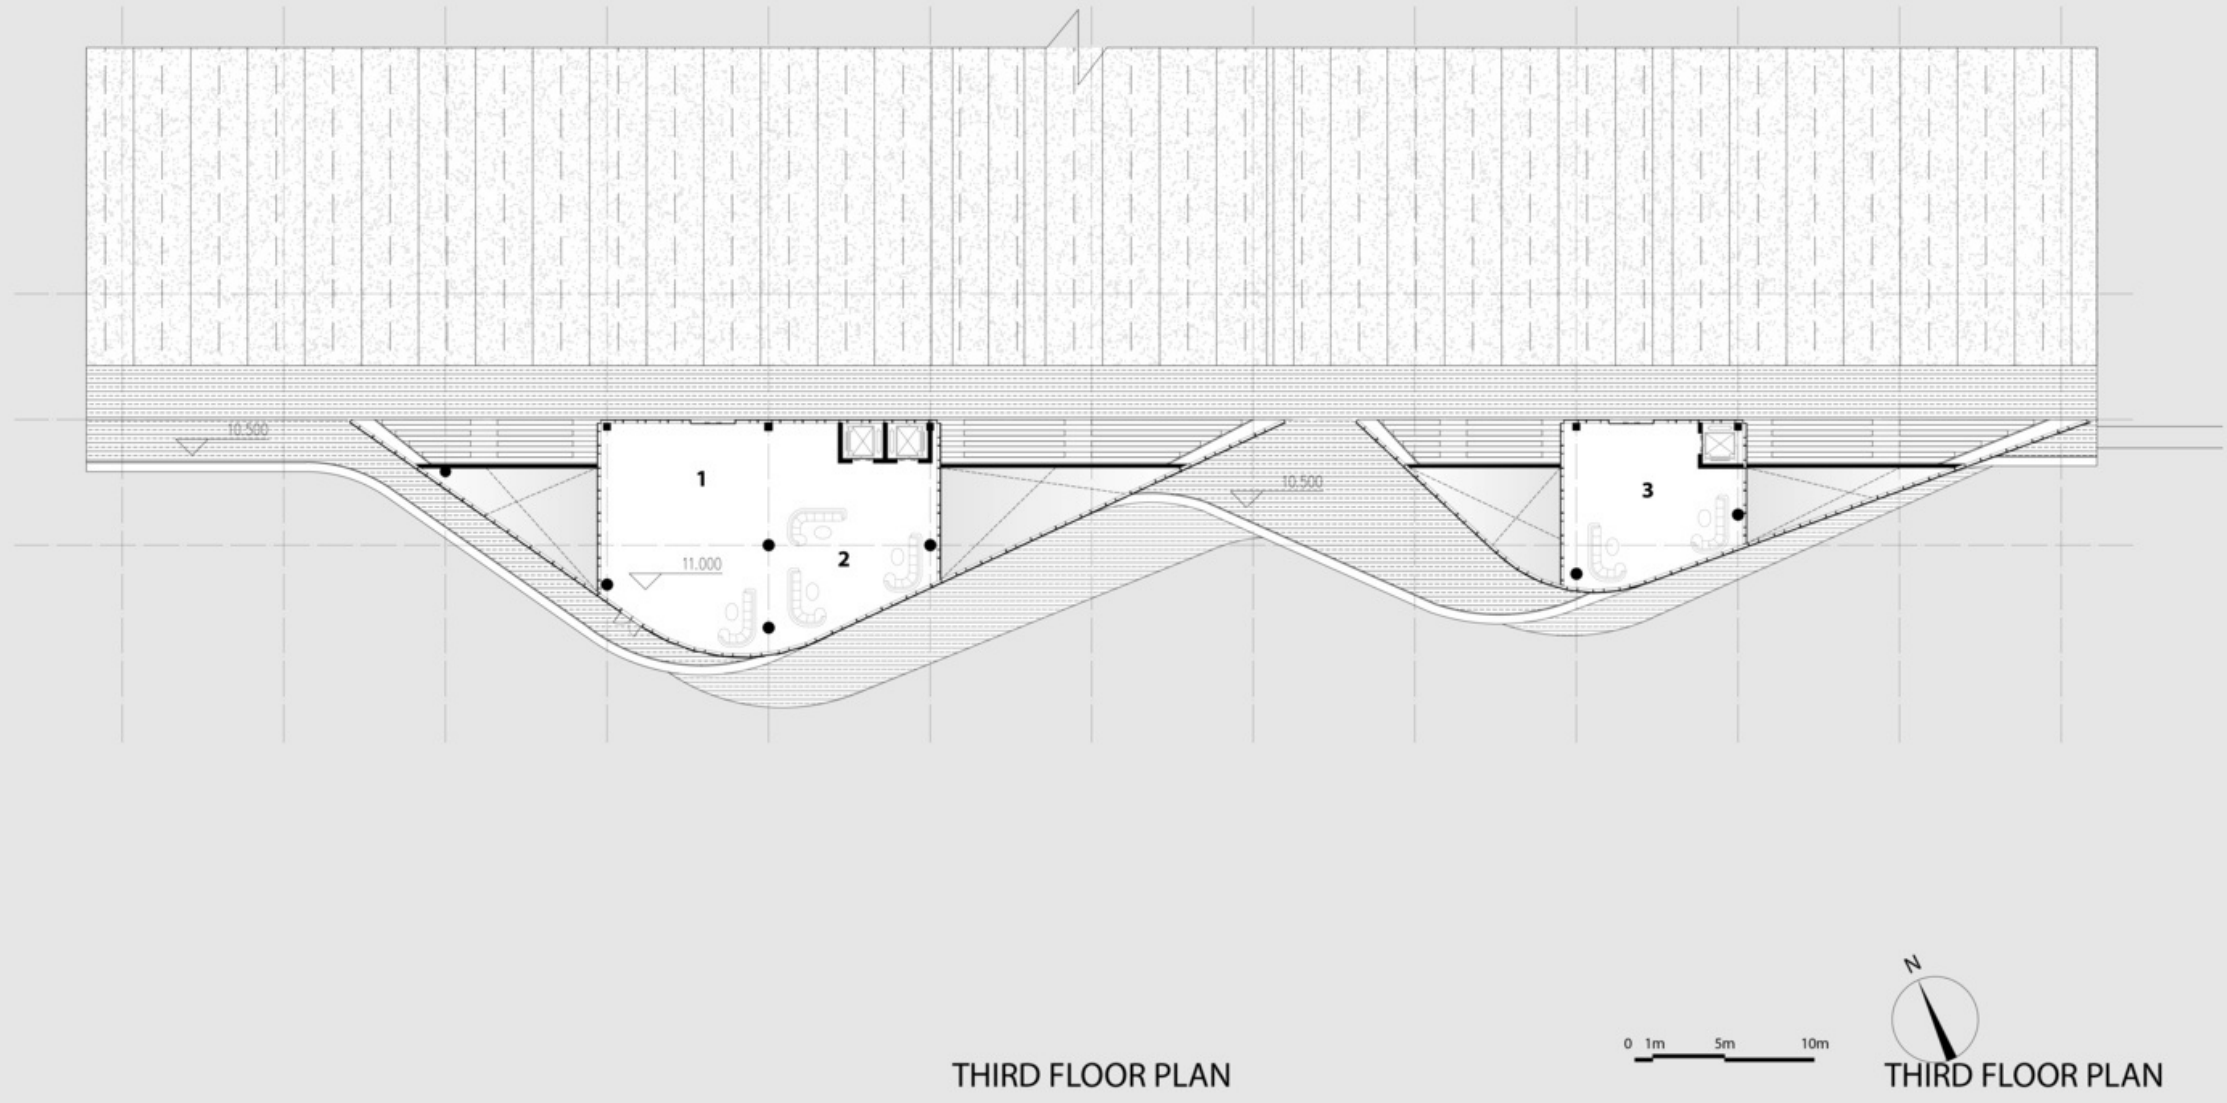 10.500
1
10.500
3
2
11.000
N
0 1m 5m 10m
THIRD FLOOR PLAN
THIRD FLOOR PLAN